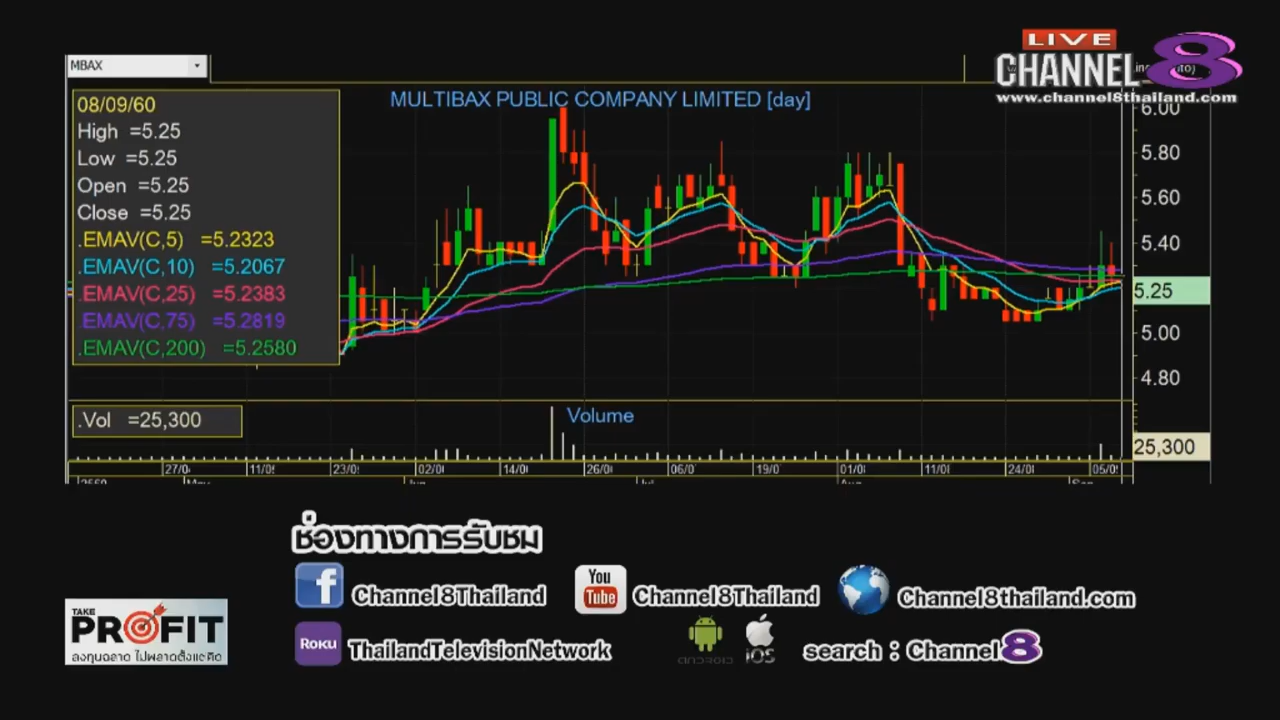 MBAX
LIVE
CHANNEL 8
www.channel8thailand.com
08/09/60
High =5.25
Low =5.25
Open =5.25
Close =5.25
.EMAV(C,5) =5.2323
.EMAV(C,10) =5.2067
.EMAV(C,25) =5.2383
.EMAV(C,75) =5.2819
.EMAV(C,200) =5.2580
MULTIBAX PUBLIC COMPANY LIMITED [day]
6.00
5.80
5.60
5.40
5.25
5.00
4.80
.Vol =25,300
Volume
25,300
27/0 11/0 23/0 02/0 14/0 26/0 06/0 19/0 01/0 11/0 24/0 05/0
ช่องทางการรับชม
Channel8Thailand
You Tube Channel8Thailand
Channel8thailand.com
TAKE
PROFIT
ลงทุนฉลาด ไม่พลาดตั้งแต่คิด
ROKU ThailandTelevisionNetwork
ANDROID
iOS
search : Channel8